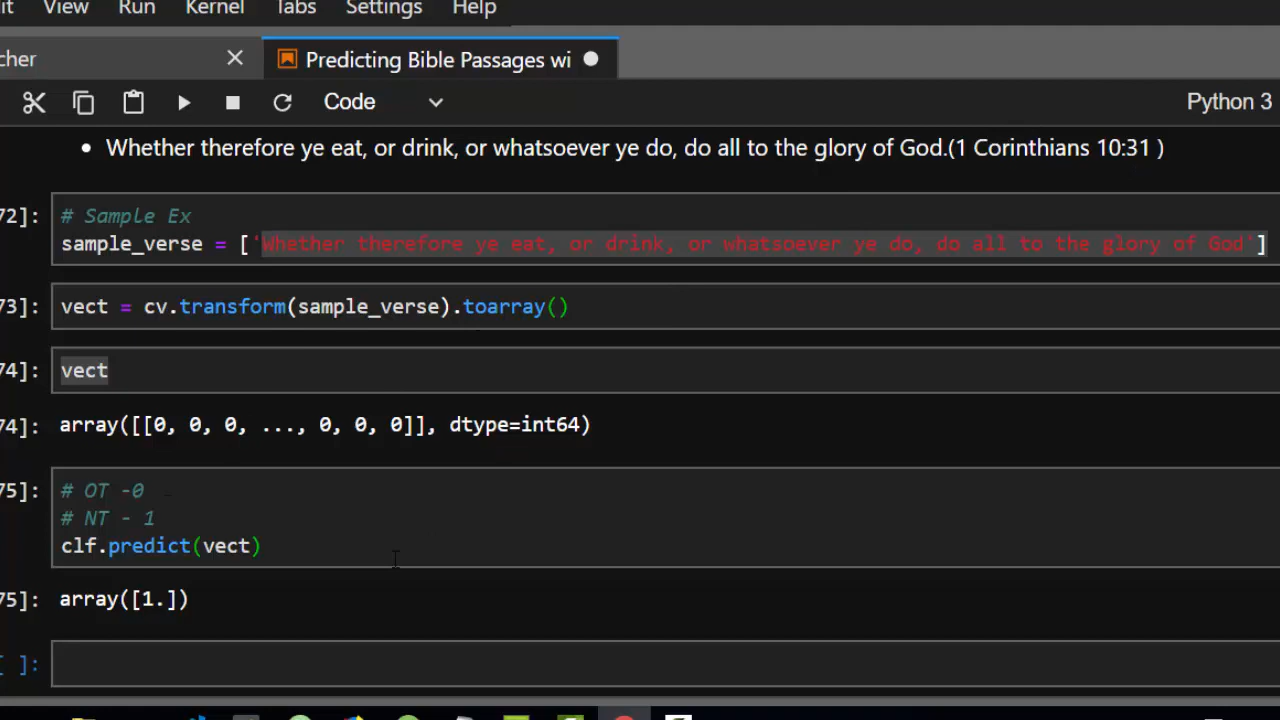 it View Run Kernel Tabs Settings Help
cher Predicting Bible Passages wi
Code Python 3
• Whether therefore ye eat, or drink, or whatsoever ye do, do all to the glory of God.(1 Corinthians 10:31 )
72]: # Sample Ex
sample_verse = ['Whether therefore ye eat, or drink, or whatsoever ye do, do all to the glory of God']
73]: vect = cv.transform(sample_verse).toarray()
74]: vect
74]: array([[0, 0, 0, ..., 0, 0, 0]], dtype=int64)
75]: # OT -0
# NT - 1
clf.predict(vect)
75]: array([1.])
[ ]: